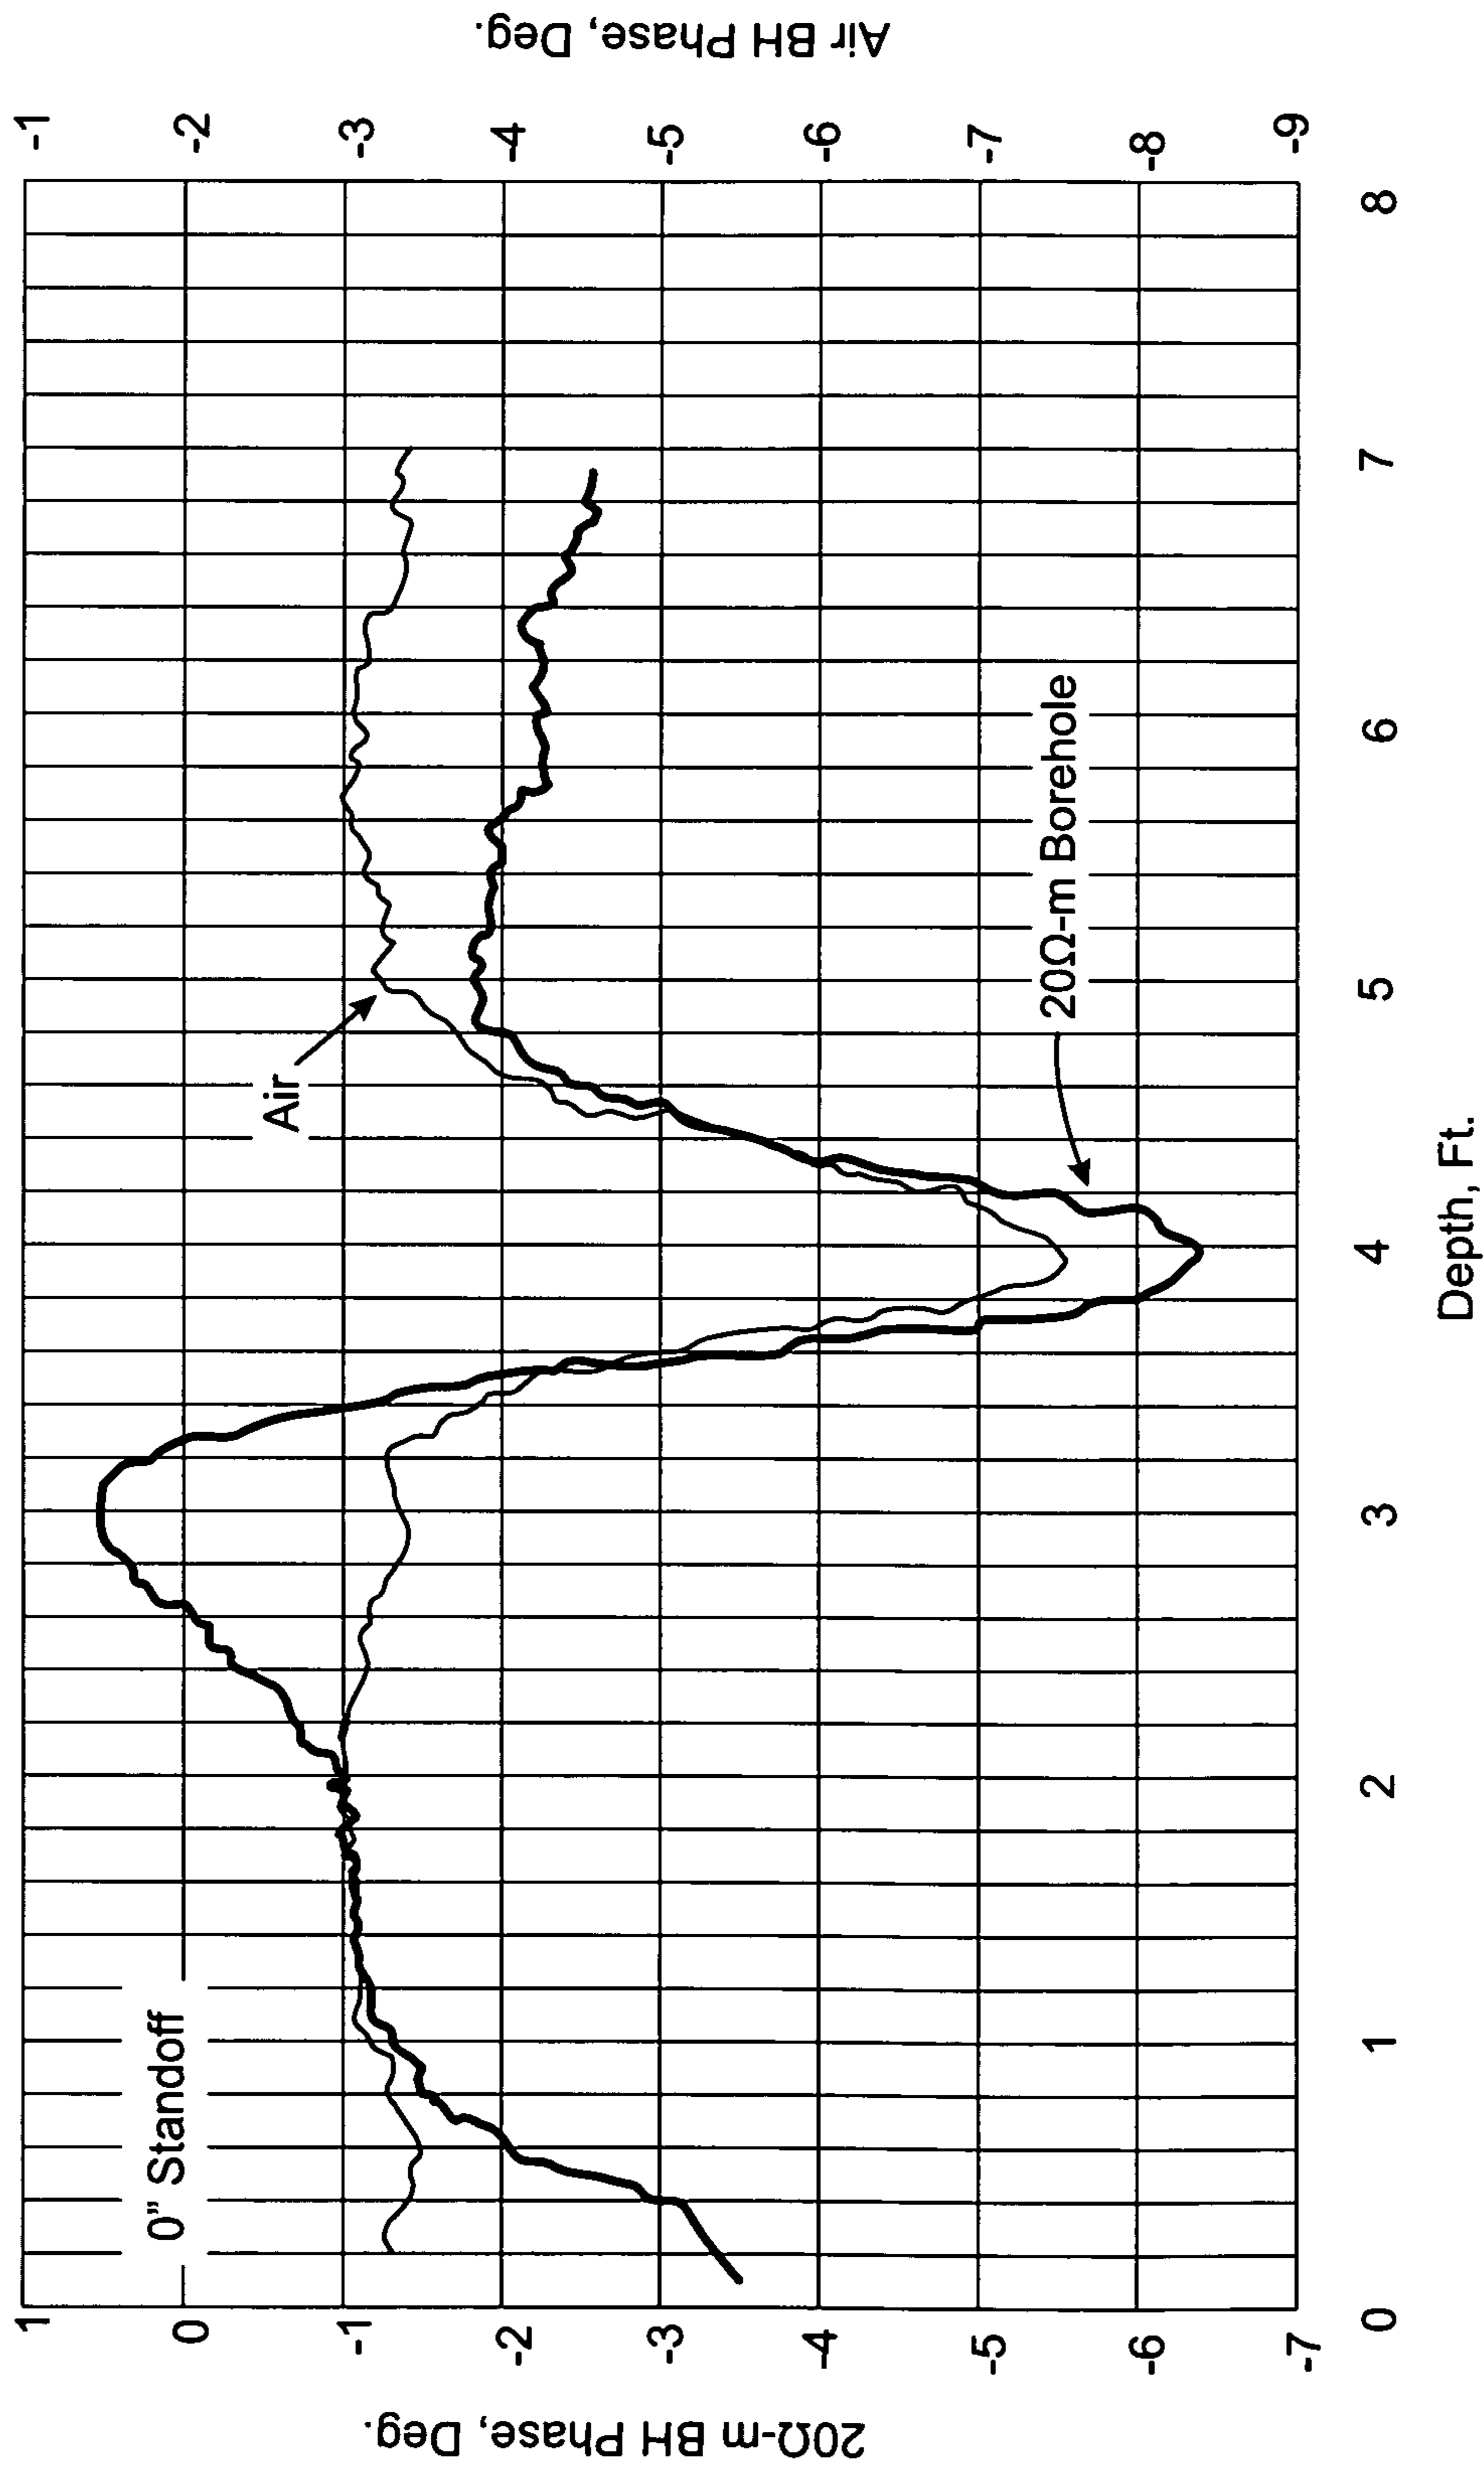 0” Standoff
Air
20Ω-m Borehole
20Ω-m BH Phase, Deg.
1
0
-1
-2
-3
-4
-5
-6
-7
Air BH Phase, Deg.
-1
-2
-3
-4
-5
-6
-7
-8
-9
0 1 2 3 4 5 6 7 8
Depth, Ft.